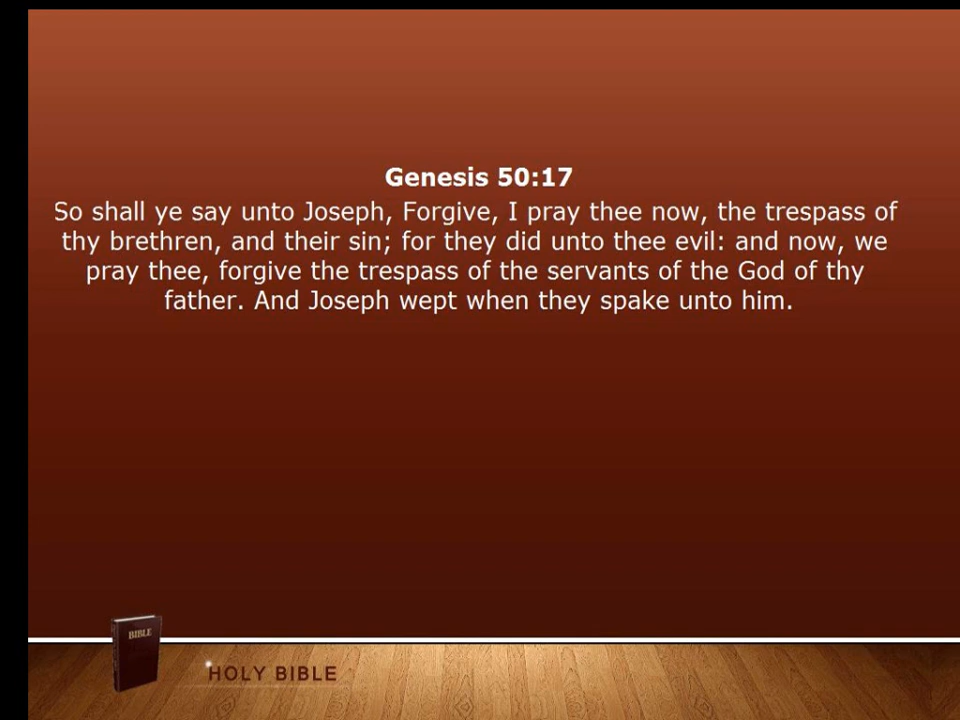 Genesis 50:17
So shall ye say unto Joseph, Forgive, I pray thee now, the trespass of
thy brethren, and their sin; for they did unto thee evil: and now, we
pray thee, forgive the trespass of the servants of the God of thy
father. And Joseph wept when they spake unto him.
BIBLE
HOLY BIBLE